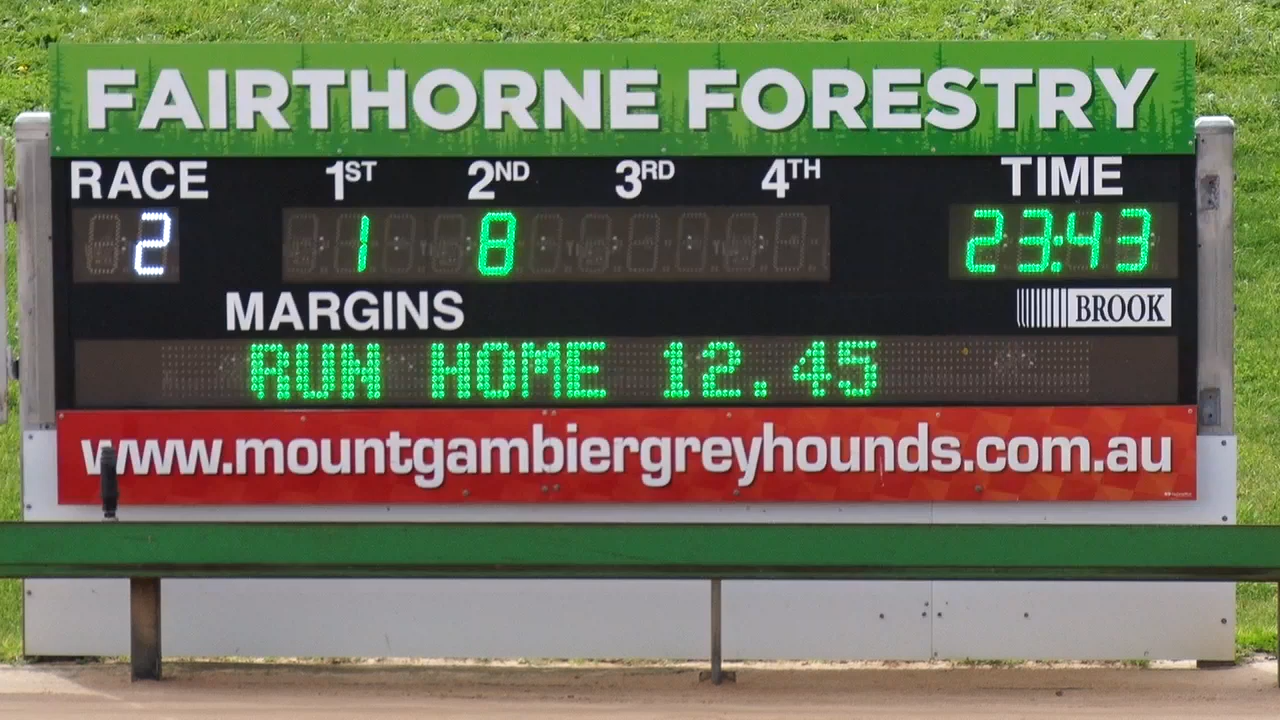 FAIRTHORNE FORESTRY
RACE 1ST 2ND 3RD 4TH TIME
2 1 8 23:43
MARGINS BROOK
RUN HOME 12.45
www.mountgambiergreyhounds.com.au